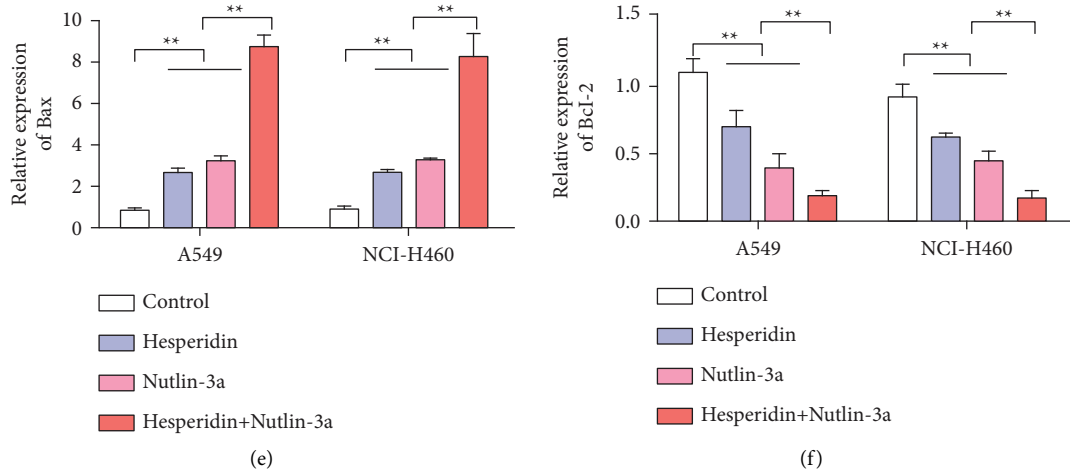 Relative expression
of Bax
10
8
6
4
2
0
**
**
**
**
A549
NCI-H460
Control
Hesperidin
Nutlin-3a
Hesperidin+Nutlin-3a
(e)
Relative expression
of BcI-2
1.5
1.0
0.5
0.0
**
**
**
**
A549
NCI-H460
Control
Hesperidin
Nutlin-3a
Hesperidin+Nutlin-3a
(f)